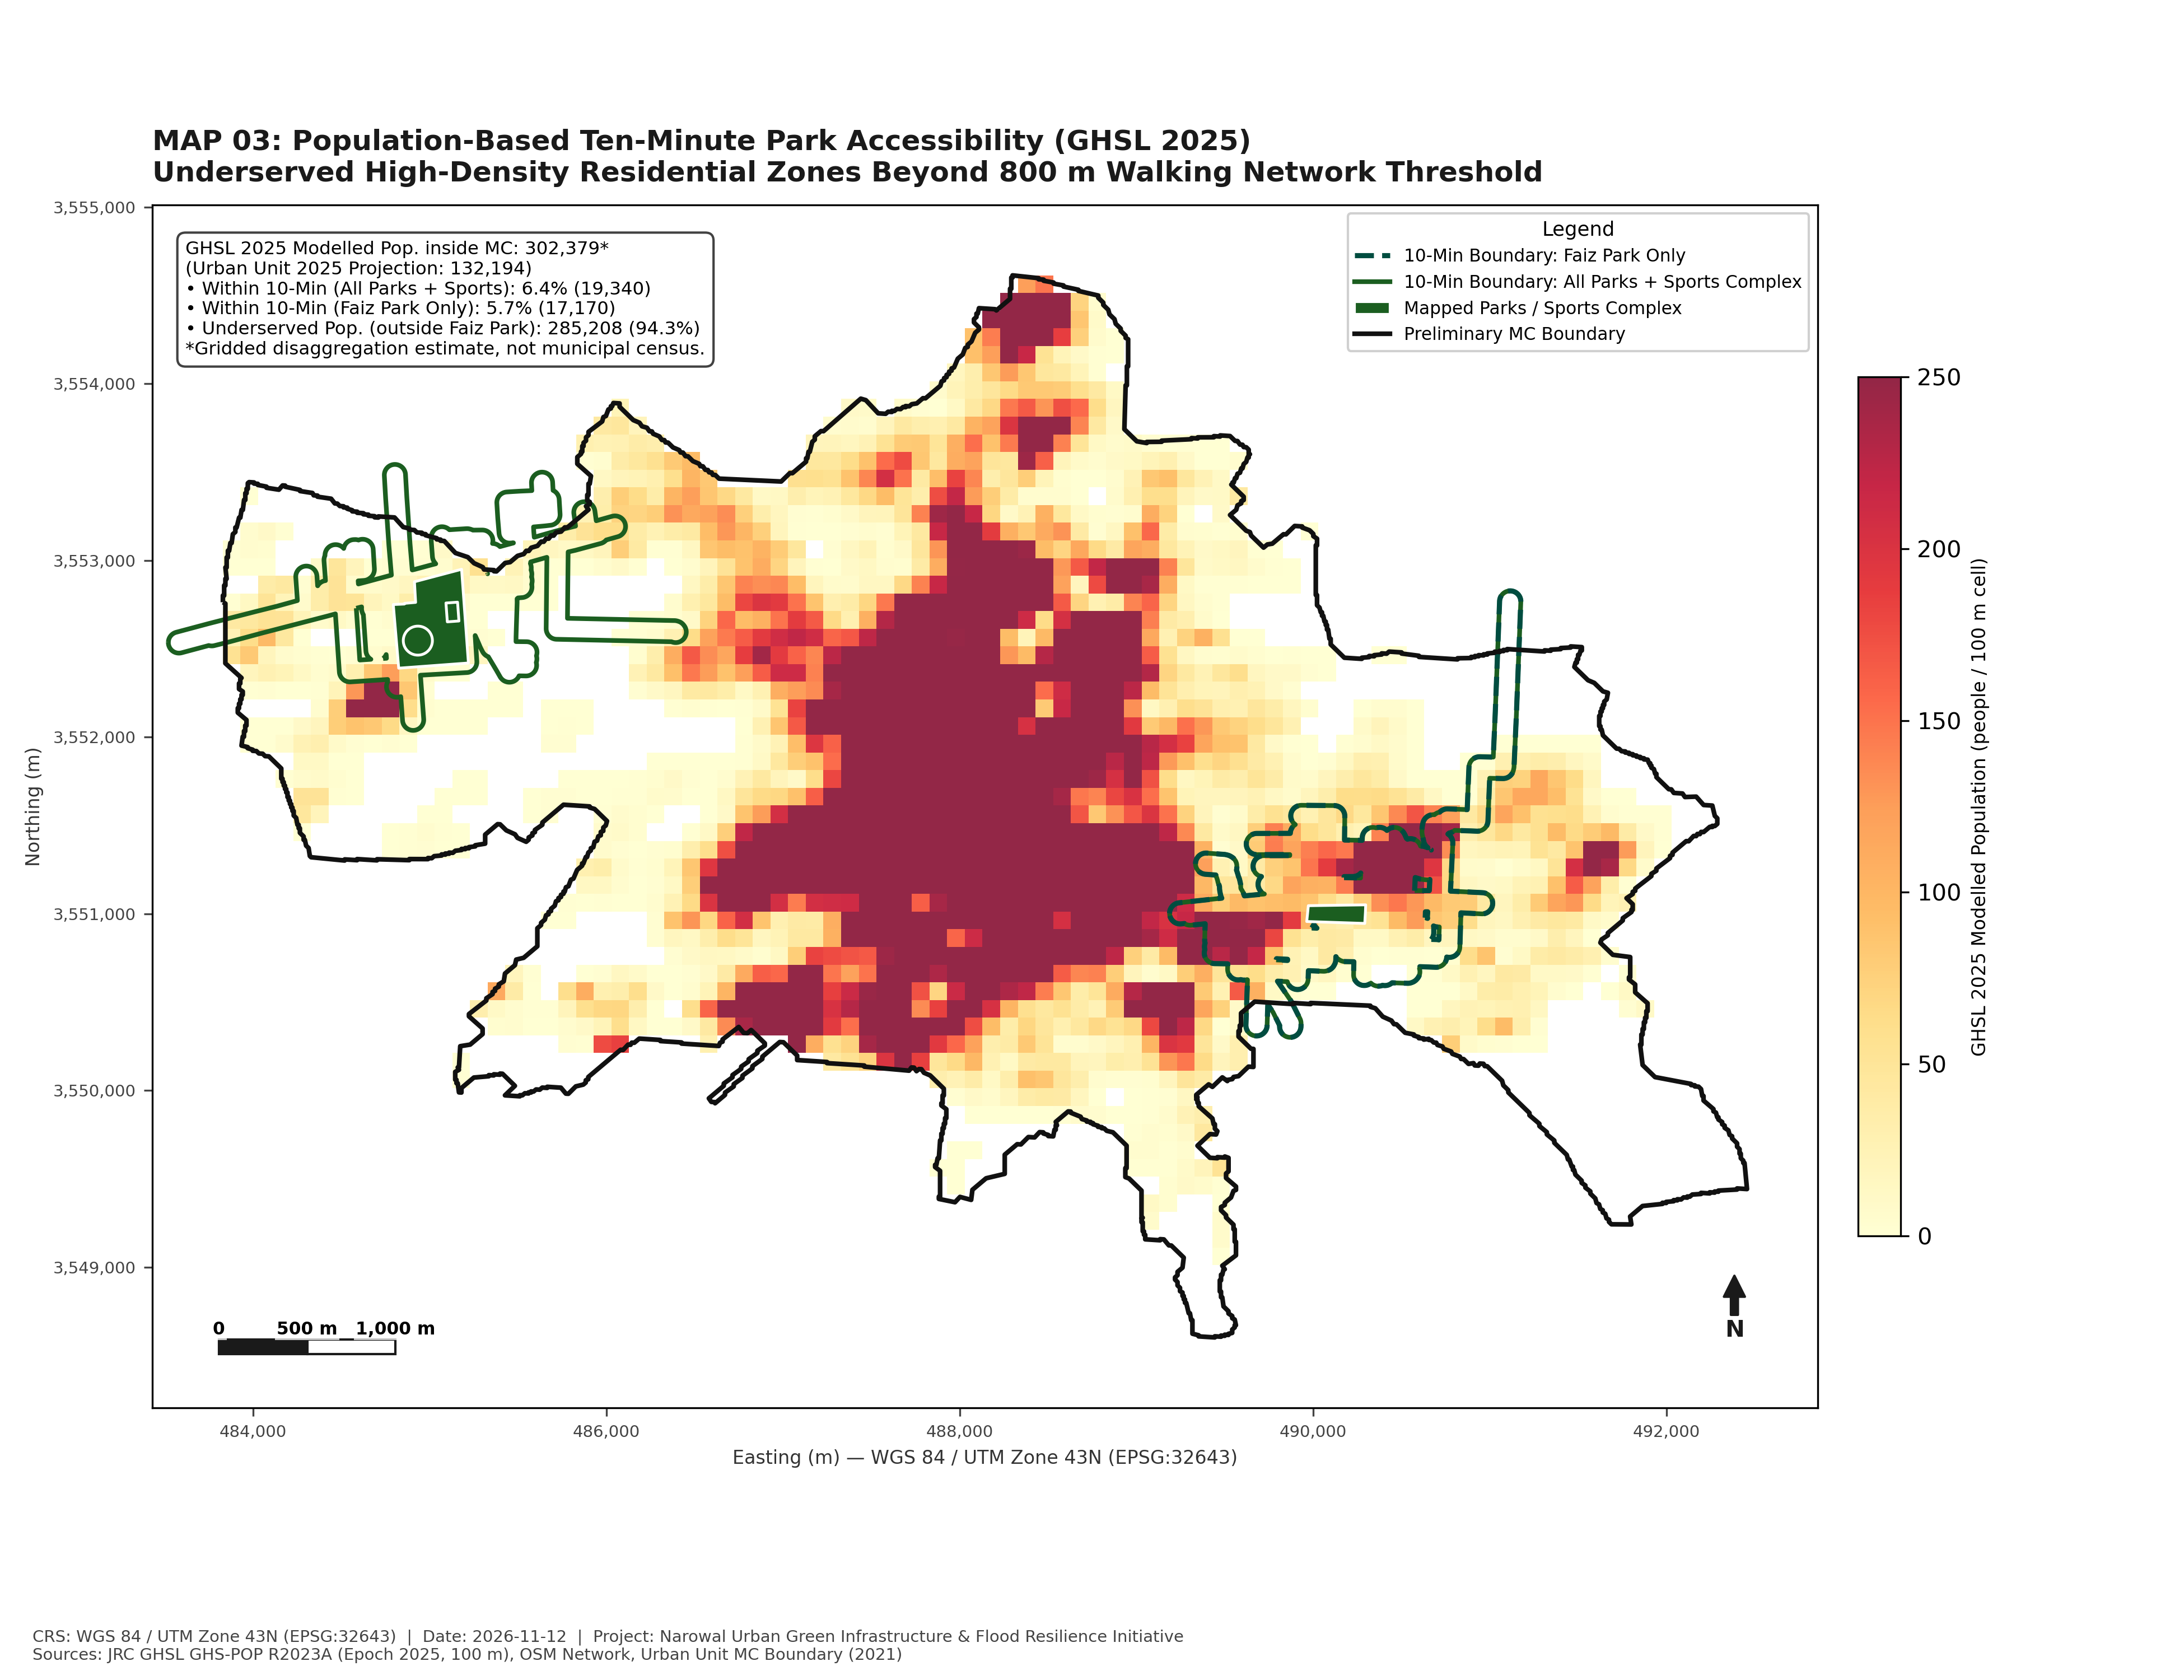 MAP 03: Population-Based Ten-Minute Park Accessibility (GHSL 2025)
Underserved High-Density Residential Zones Beyond 800 m Walking Network Threshold
GHSL 2025 Modelled Pop. inside MC: 302,379*
(Urban Unit 2025 Projection: 132,194)
• Within 10-Min (All Parks + Sports): 6.4% (19,340)
• Within 10-Min (Faiz Park Only): 5.7% (17,170)
• Underserved Pop. (outside Faiz Park): 285,208 (94.3%)
*Gridded disaggregation estimate, not municipal census.
Legend
10-Min Boundary: Faiz Park Only
10-Min Boundary: All Parks + Sports Complex
Mapped Parks / Sports Complex
Preliminary MC Boundary
3,555,000
3,554,000
3,553,000
3,552,000
3,551,000
3,550,000
3,549,000
Northing (m)
250
200
150
100
50
0
GHSL 2025 Modelled Population (people / 100 m cell)
0 500 m 1,000 m
N
484,000 486,000 488,000 490,000 492,000
Easting (m) — WGS 84 / UTM Zone 43N (EPSG:32643)
CRS: WGS 84 / UTM Zone 43N (EPSG:32643) | Date: 2026-11-12 | Project: Narowal Urban Green Infrastructure & Flood Resilience Initiative
Sources: JRC GHSL GHS-POP R2023A (Epoch 2025, 100 m), OSM Network, Urban Unit MC Boundary (2021)